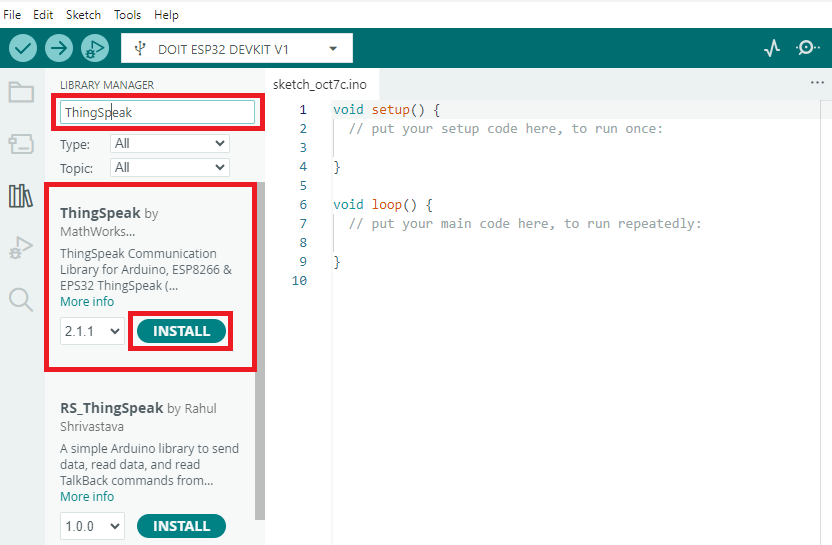 File Edit Sketch Tools Help
DOIT ESP32 DEVKIT V1
LIBRARY MANAGER
ThingSpeak
Type: All
Topic: All
ThingSpeak by
MathWorks...
ThingSpeak Communication
Library for Arduino, ESP8266 &
EPS32 ThingSpeak (...
More info
2.1.1 INSTALL
RS_ThingSpeak by Rahul
Shrivastava
A simple Arduino library to send
data, read data, and read
TalkBack commands from...
More info
1.0.0 INSTALL
sketch_oct7c.ino
1 void setup() {
2 // put your setup code here, to run once:
3
4 }
5
6 void loop() {
7 // put your main code here, to run repeatedly:
8
9 }
10